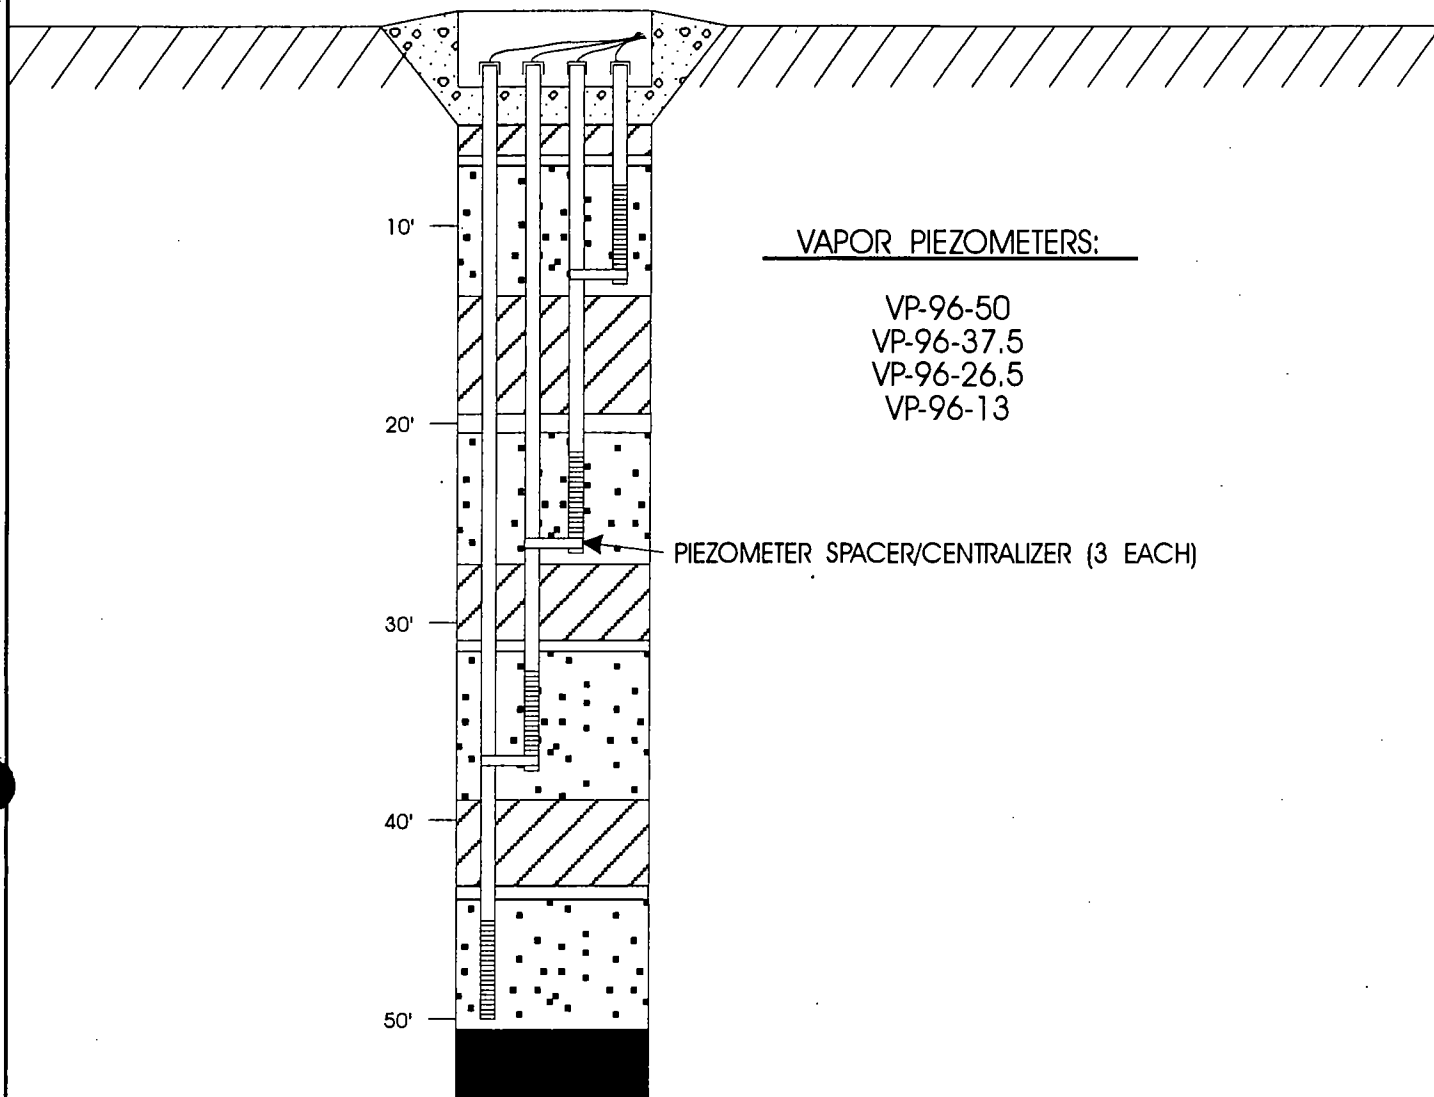 10'
VAPOR PIEZOMETERS:
VP-96-50
VP-96-37.5
VP-96-26.5
VP-96-13
20'
PIEZOMETER SPACER/CENTRALIZER (3 EACH)
30'
40'
50'